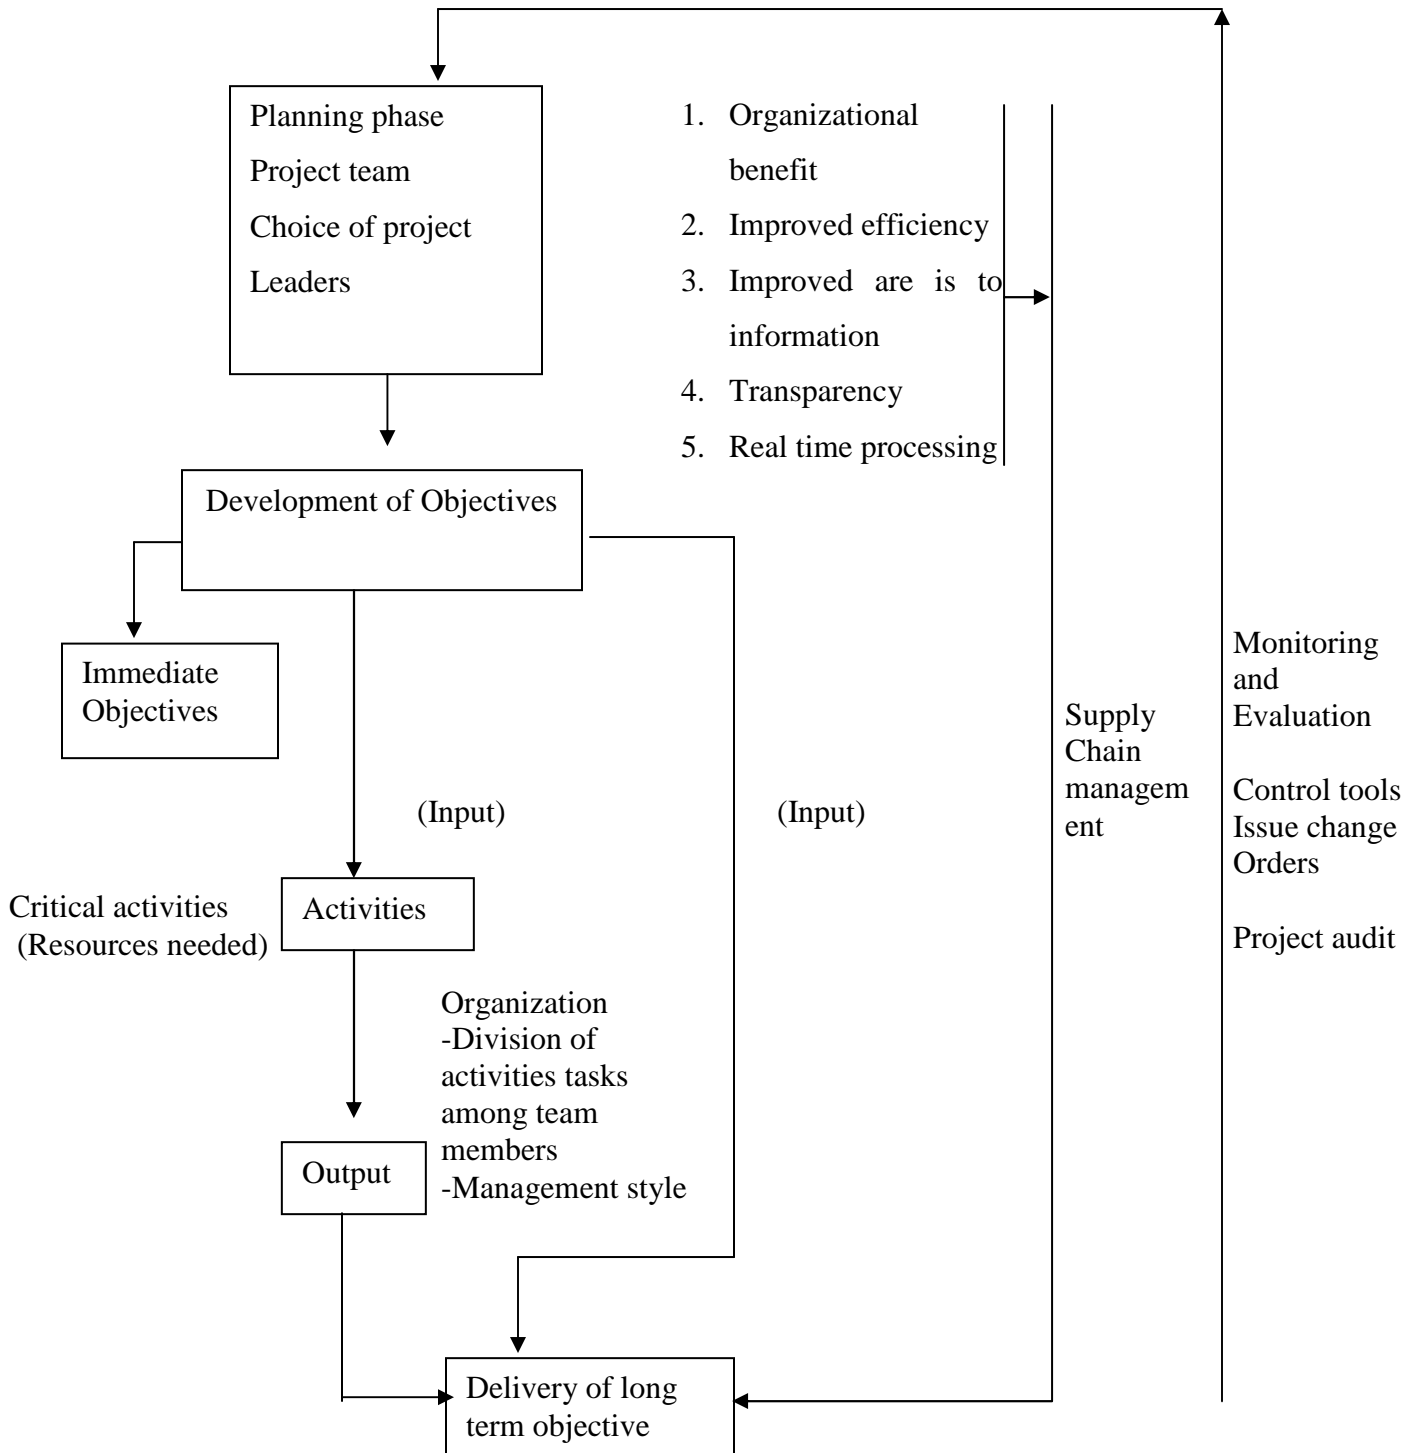 Planning phase
Project team
Choice of project
Leaders
1. Organizational
benefit
2. Improved efficiency
3. Improved are is to
information
4. Transparency
5. Real time processing
Development of Objectives
Immediate
Objectives
(Input)
(Input)
Supply
Chain
managem
ent
Monitoring
and
Evaluation
Control tools
Issue change
Orders
Project audit
Critical activities
(Resources needed)
Activities
Organization
-Division of
activities tasks
among team
members
-Management style
Output
Delivery of long
term objective